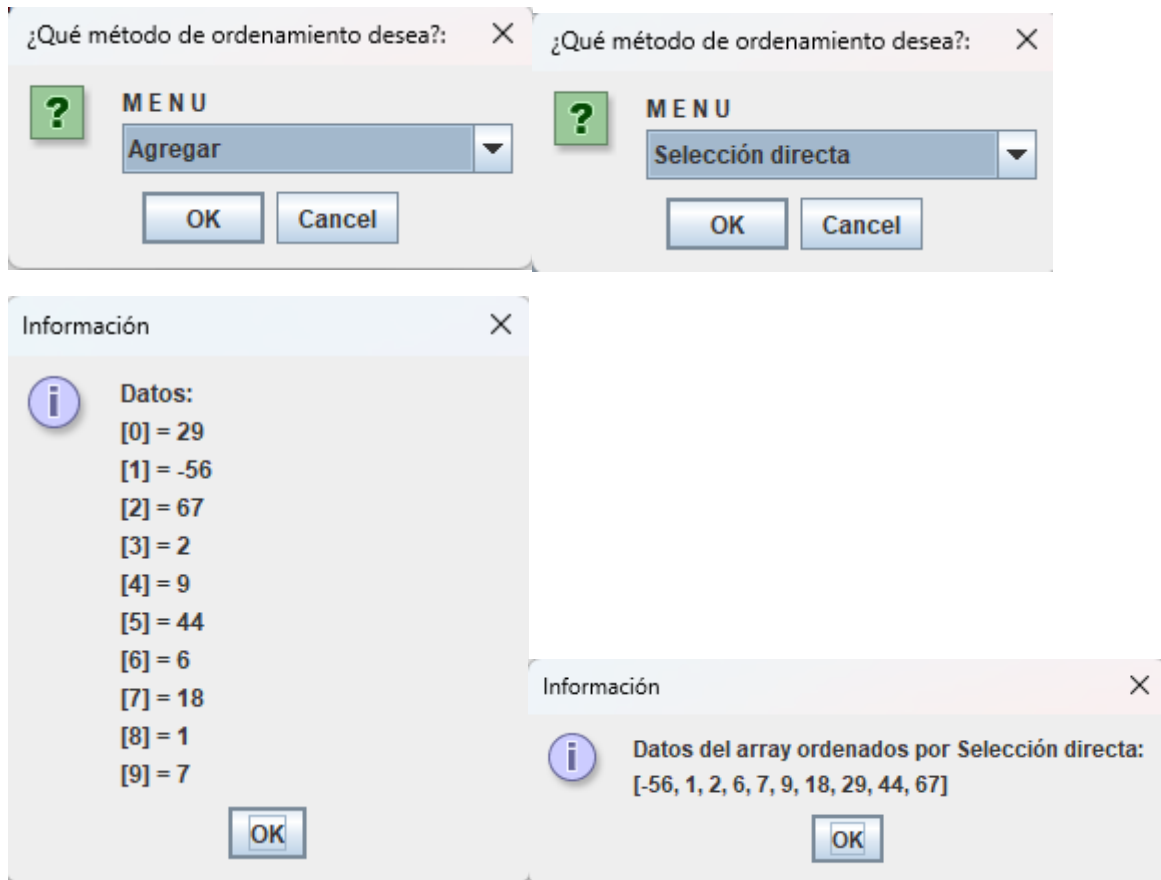 ¿Qué método de ordenamiento desea?:
M E N U
Agregar
OK Cancel
¿Qué método de ordenamiento desea?:
M E N U
Selección directa
OK Cancel
Información
Datos:
[0] = 29
[1] = -56
[2] = 67
[3] = 2
[4] = 9
[5] = 44
[6] = 6
[7] = 18
[8] = 1
[9] = 7
OK
Información
Datos del array ordenados por Selección directa:
[-56, 1, 2, 6, 7, 9, 18, 29, 44, 67]
OK